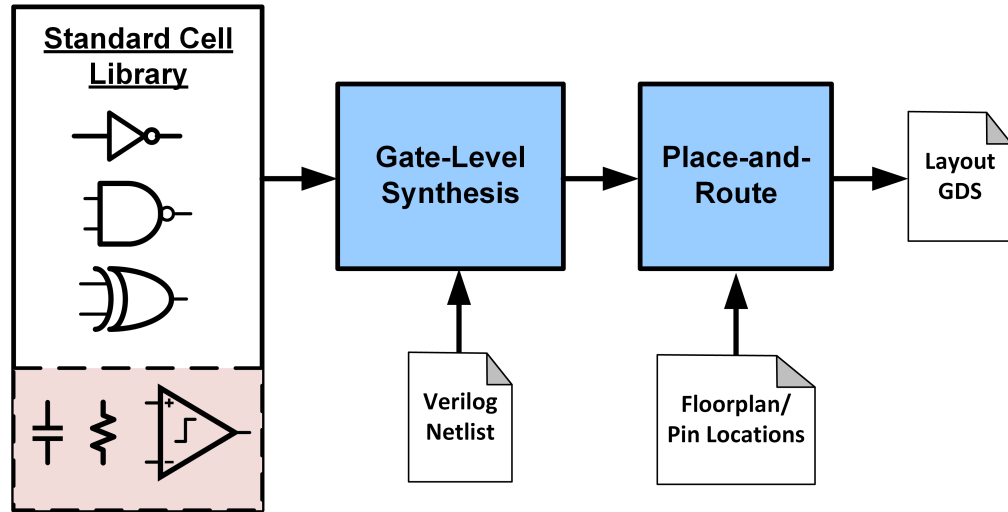 Standard Cell
Library
Gate-Level
Synthesis
Place-and-
Route
Layout
GDS
Verilog
Netlist
Floorplan/
Pin Locations
+
−